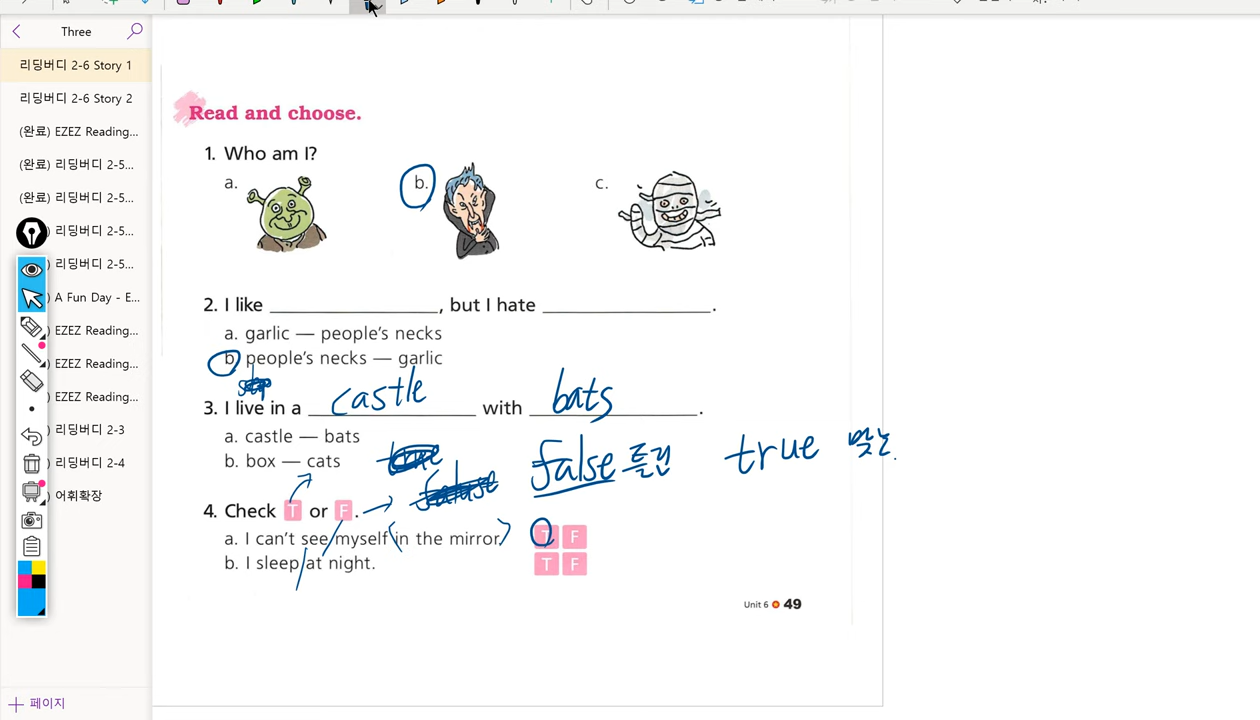 Three
리딩버디 2-6 Story 1
리딩버디 2-6 Story 2
(완료) EZEZ Reading...
(완료) 리딩버디 2-5...
(완료) 리딩버디 2-5...
) 리딩버디 2-5...
) 리딩버디 2-5...
) A Fun Day - E...
) EZEZ Reading...
) EZEZ Reading...
) EZEZ Reading...
리딩버디 2-3
리딩버디 2-4
어휘확장
페이지
Read and choose.
1. Who am I?
a. b. c.
2. I like ____, but I hate ____.
a. garlic — people's necks
b. people's necks — garlic
3. I live in a castle with bats.
a. castle — bats
b. box — cats
false 틀린 true 맞는
4. Check T or F.
a. I can't see myself (in the mirror.) T F
b. I sleep at night. T F
Unit 6 49